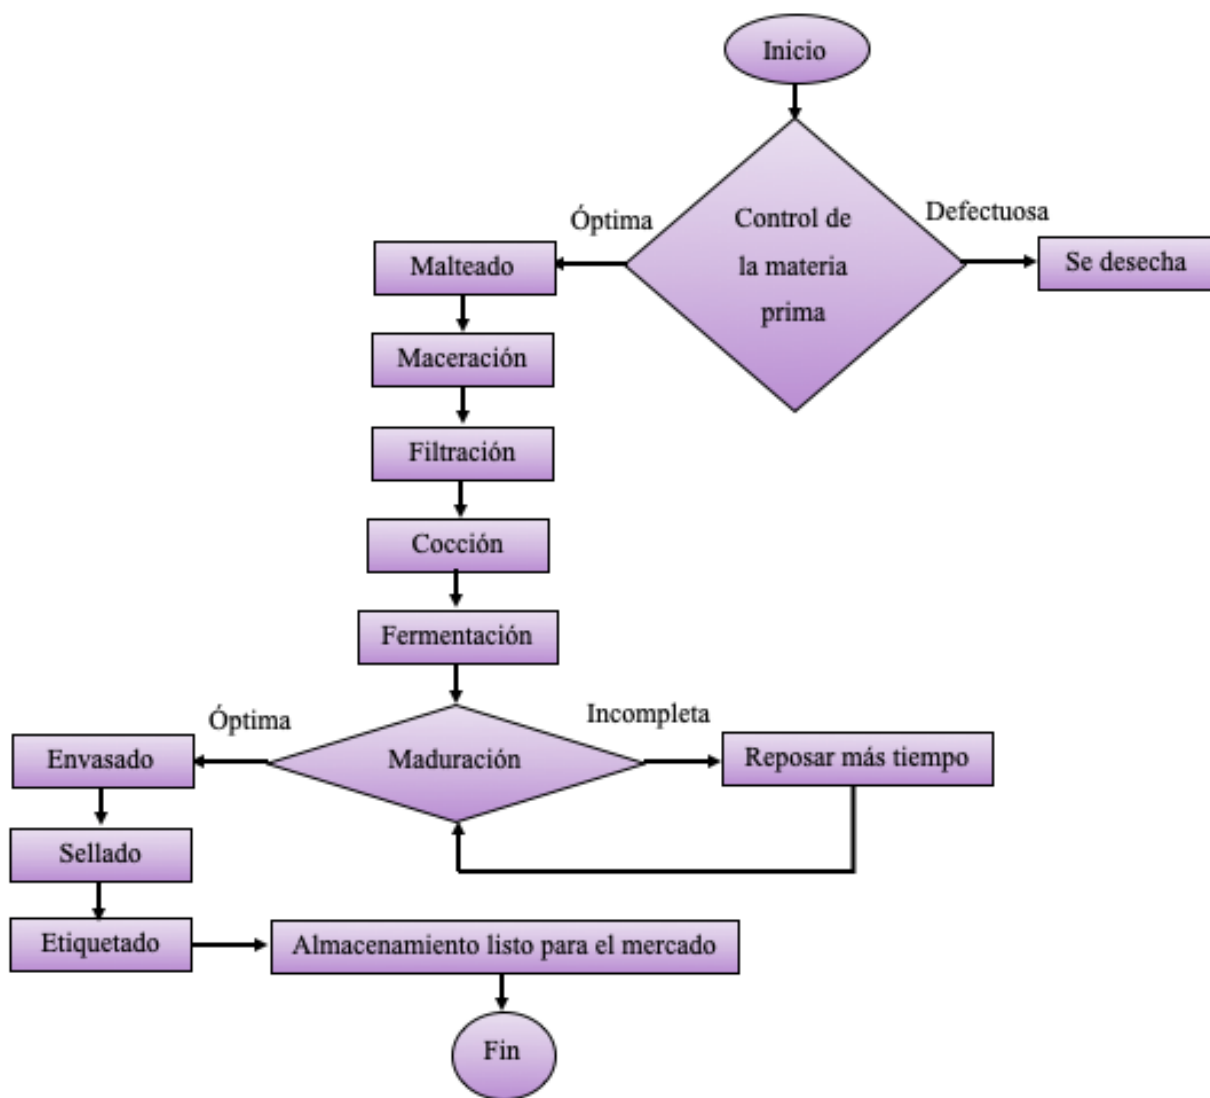 Inicio
Control de
la materia
prima
Óptima
Defectuosa
Malteado
Se desecha
Maceración
Filtración
Cocción
Fermentación
Maduración
Óptima
Incompleta
Envasado
Reposar más tiempo
Sellado
Etiquetado
Almacenamiento listo para el mercado
Fin